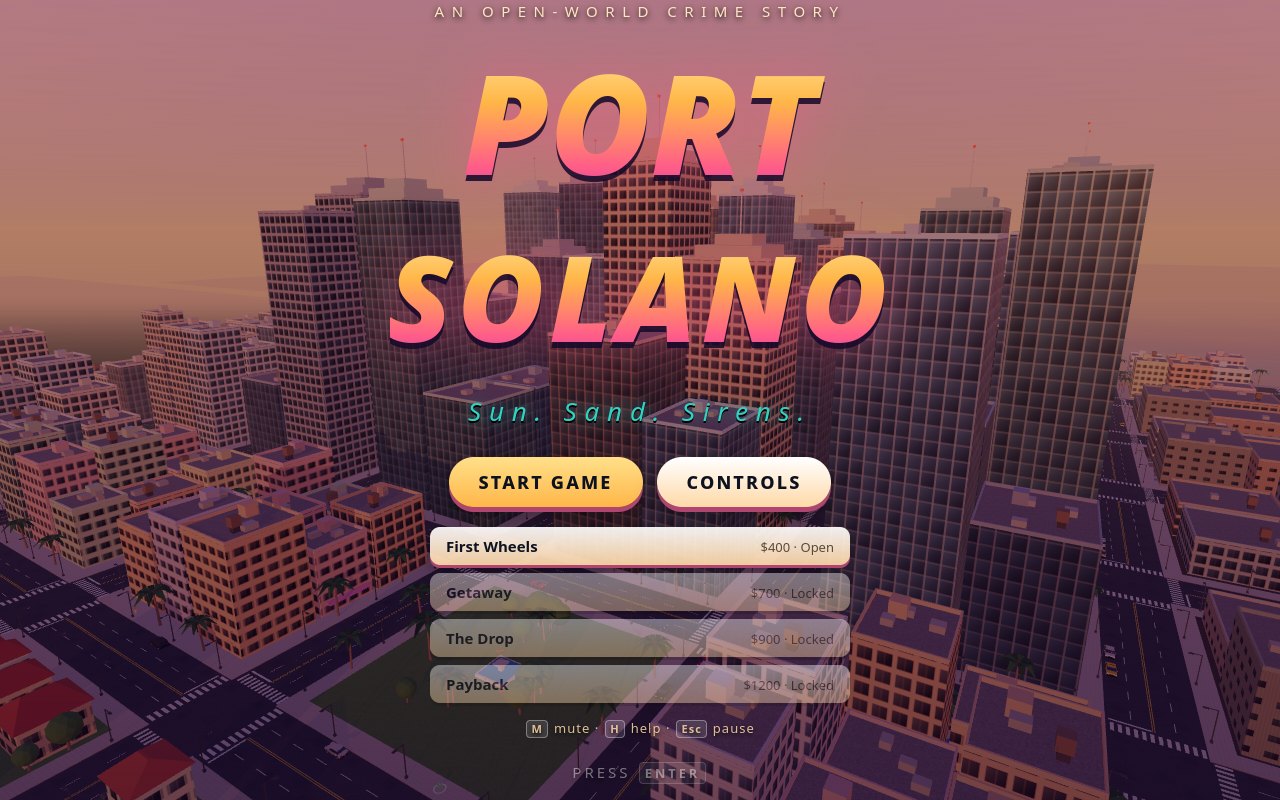 AN OPEN-WORLD CRIME STORY
PORT
SOLANO
Sun. Sand. Sirens.
START GAME CONTROLS
First Wheels $400 · Open
Getaway $700 · Locked
The Drop $900 · Locked
Payback $1200 · Locked
M mute · H help · Esc pause
PRESS ENTER